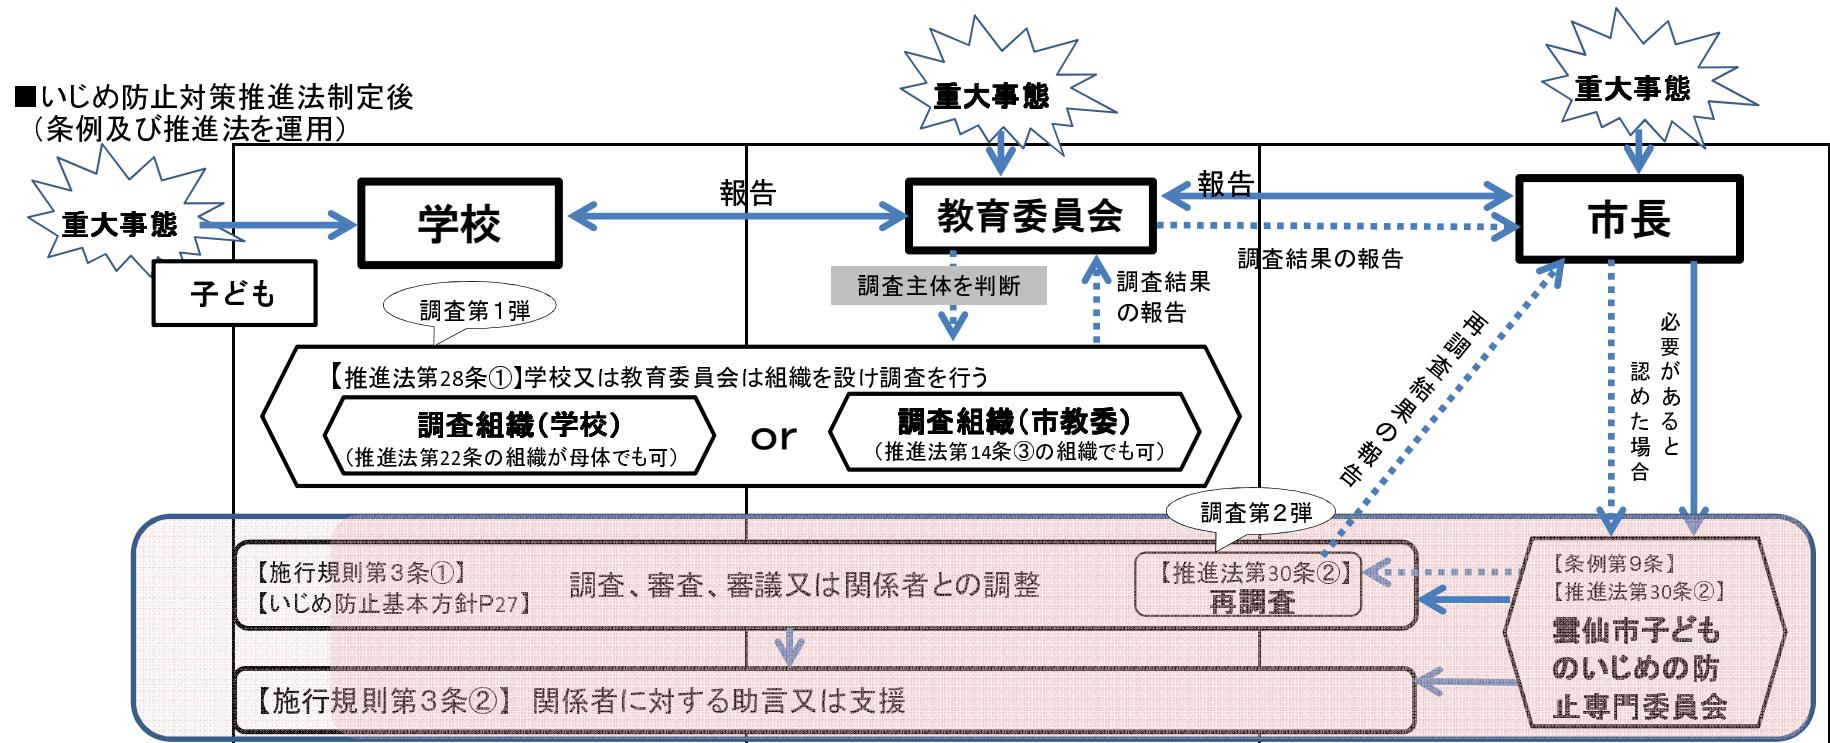 ■いじめ防止対策推進法制定後
（条例及び推進法を運用）
重大事態
重大事態
重大事態
子ども
学校
報告
教育委員会
報告
市長
調査結果の報告
調査主体を判断
調査結果
の報告
調査第１弾
【推進法第28条①】学校又は教育委員会は組織を設け調査を行う
調査組織（学校）
（推進法第22条の組織が母体でも可）
or
調査組織（市教委）
（推進法第14条③の組織でも可）
再調査結果の報告
必要があると
認めた場合
調査第２弾
【施行規則第３条①】
【いじめ防止基本方針P27】
調査、審査、審議又は関係者との調整
【推進法第30条②】
再調査
【条例第９条】
【推進法第30条②】
雲仙市子ども
のいじめの防
止専門委員会
【施行規則第３条②】 関係者に対する助言又は支援